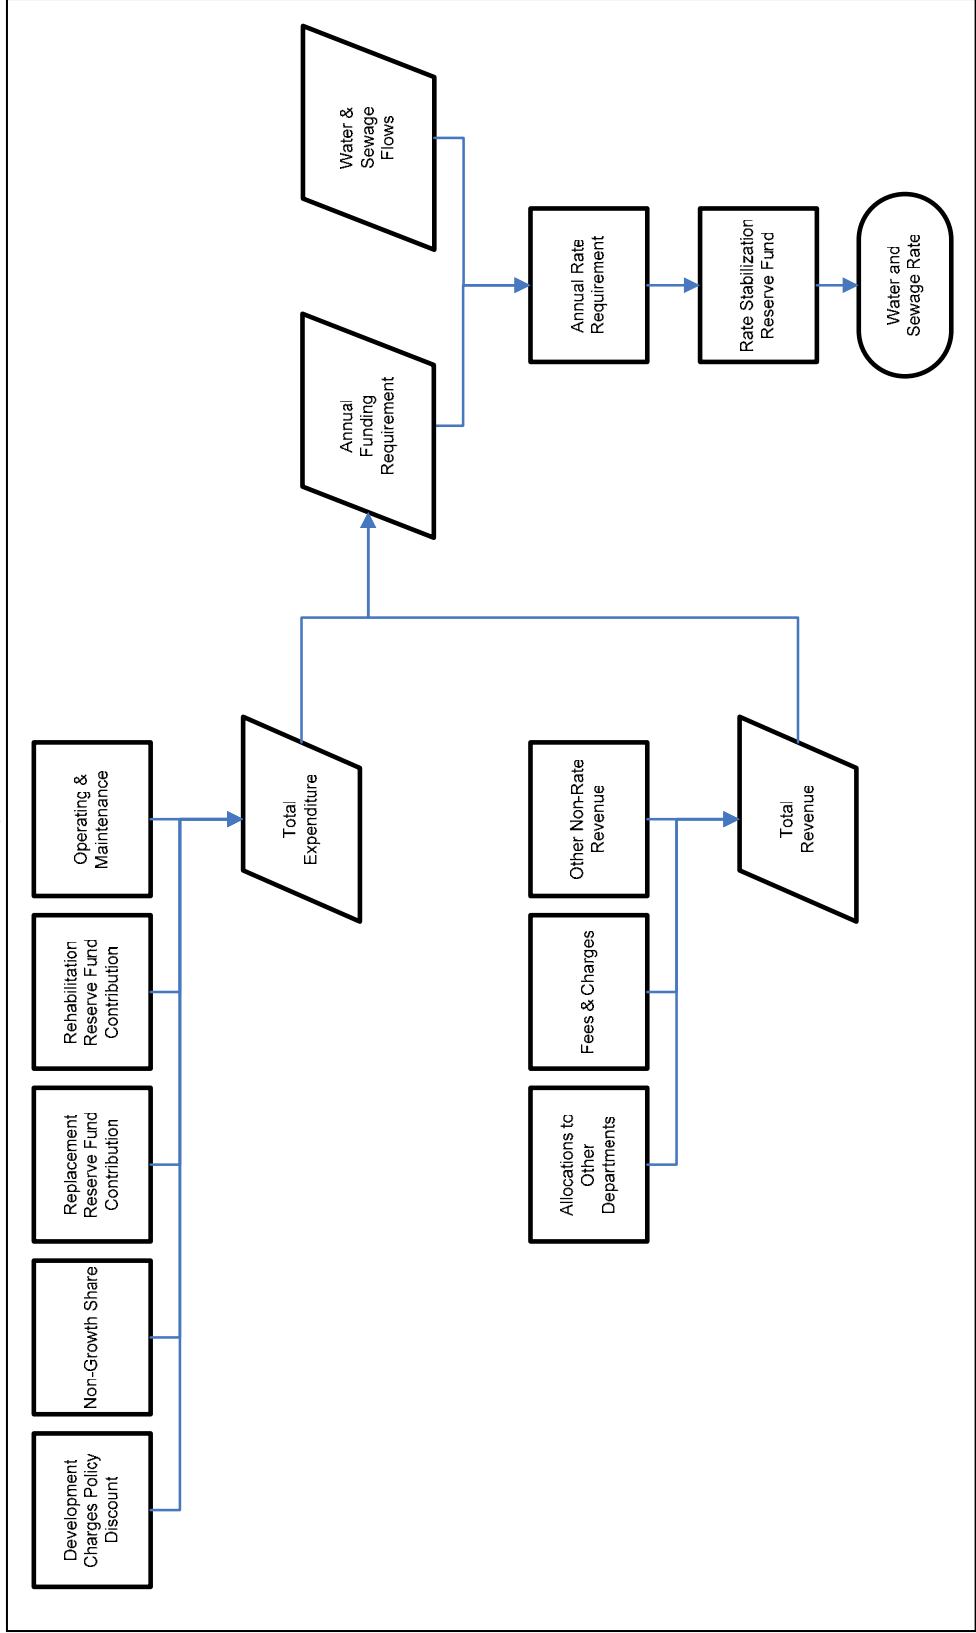 Development
Charges Policy
Discount
Non-Growth Share
Replacement
Reserve Fund
Contribution
Rehabilitation
Reserve Fund
Contribution
Operating &
Maintenance
Total
Expenditure
Allocations to
Other
Departments
Fees & Charges
Other Non-Rate
Revenue
Total
Revenue
Annual
Funding
Requirement
Water &
Sewage
Flows
Annual Rate
Requirement
Rate Stabilization
Reserve Fund
Water and
Sewage Rate